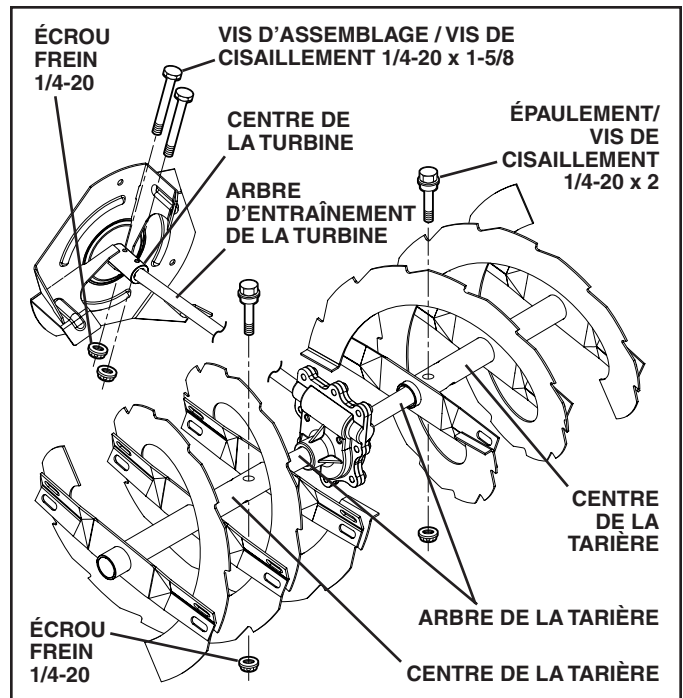 ÉCROU
FREIN
1/4-20
VIS D'ASSEMBLAGE / VIS DE
CISAILLEMENT 1/4-20 x 1-5/8
CENTRE DE
LA TURBINE
ARBRE
D'ENTRAÎNEMENT
DE LA TURBINE
ÉPAULEMENT/
VIS DE
CISAILLEMENT
1/4-20 x 2
CENTRE
DE LA
TARIÈRE
ARBRE DE LA TARIÈRE
CENTRE DE LA TARIÈRE
ÉCROU
FREIN
1/4-20